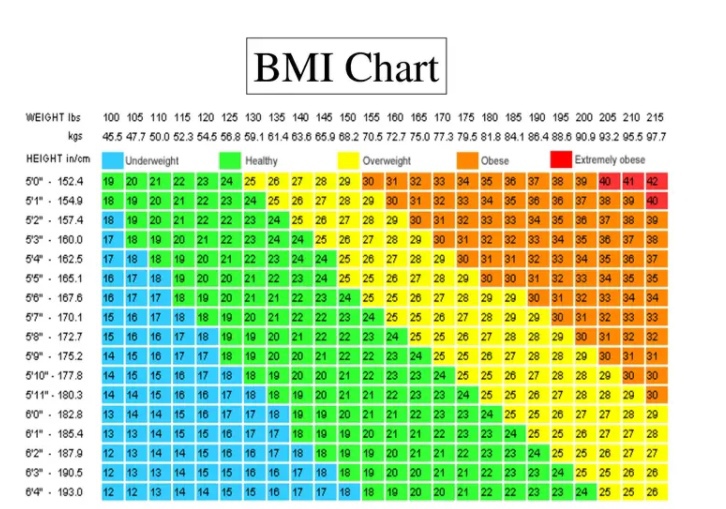 BMI Chart
WEIGHT lbs 100 105 110 115 120 125 130 135 140 145 150 155 160 165 170 175 180 185 190 195 200 205 210 215
kgs 45.5 47.7 50.0 52.3 54.5 56.8 59.1 61.4 63.6 65.9 68.2 70.5 72.7 75.0 77.3 79.5 81.8 84.1 86.4 88.6 90.9 93.2 95.5 97.7
HEIGHT in/cm Underweight Healthy Overweight Obese Extremely obese
5'0" - 152.4 19 20 21 22 23 24 25 26 27 28 29 30 31 32 33 34 35 36 37 38 39 40 41 42
5'1" - 154.9 18 19 20 21 22 23 24 25 26 27 28 29 30 31 32 33 34 35 36 36 37 38 39 40
5'2" - 157.4 18 19 20 21 22 22 23 24 25 26 27 28 29 30 31 32 33 33 34 35 36 37 38 39
5'3" - 160.0 17 18 19 20 21 22 23 24 24 25 26 27 28 29 30 31 32 32 33 34 35 36 37 38
5'4" - 162.5 17 18 18 19 20 21 22 23 24 24 25 26 27 28 29 30 31 31 32 33 34 35 36 37
5'5" - 165.1 16 17 18 19 20 20 21 22 23 24 25 25 26 27 28 29 30 30 31 32 33 34 35 35
5'6" - 167.6 16 17 17 18 19 20 21 21 22 23 24 25 25 26 27 28 29 29 30 31 32 33 34 34
5'7" - 170.1 15 16 17 18 18 19 20 21 22 22 23 24 25 25 26 27 28 29 29 30 31 32 33 33
5'8" - 172.7 15 16 16 17 18 19 19 20 21 22 22 23 24 25 25 26 27 28 28 29 30 31 32 32
5'9" - 175.2 14 15 16 17 17 18 19 20 20 21 22 22 23 24 25 25 26 27 28 28 29 30 31 31
5'10" - 177.8 14 15 15 16 17 18 18 19 20 20 21 22 23 23 24 25 25 26 27 28 28 29 30 30
5'11" - 180.3 14 14 15 16 16 17 18 18 19 20 21 21 22 23 23 24 25 25 26 27 28 28 29 30
6'0" - 182.8 13 14 14 15 16 17 17 18 19 19 20 21 21 22 23 23 24 25 25 26 27 27 28 29
6'1" - 185.4 13 13 14 15 15 16 17 17 18 19 19 20 21 21 22 23 23 24 25 25 26 27 27 28
6'2" - 187.9 12 13 14 14 15 16 16 17 18 18 19 19 20 21 21 22 23 23 24 25 25 26 27 27
6'3" - 190.5 12 13 13 14 15 15 16 16 17 18 18 19 20 20 21 21 22 23 23 24 25 25 26 26
6'4" - 193.0 12 12 13 14 14 15 15 16 17 17 18 18 19 20 20 21 22 22 23 23 24 25 25 26